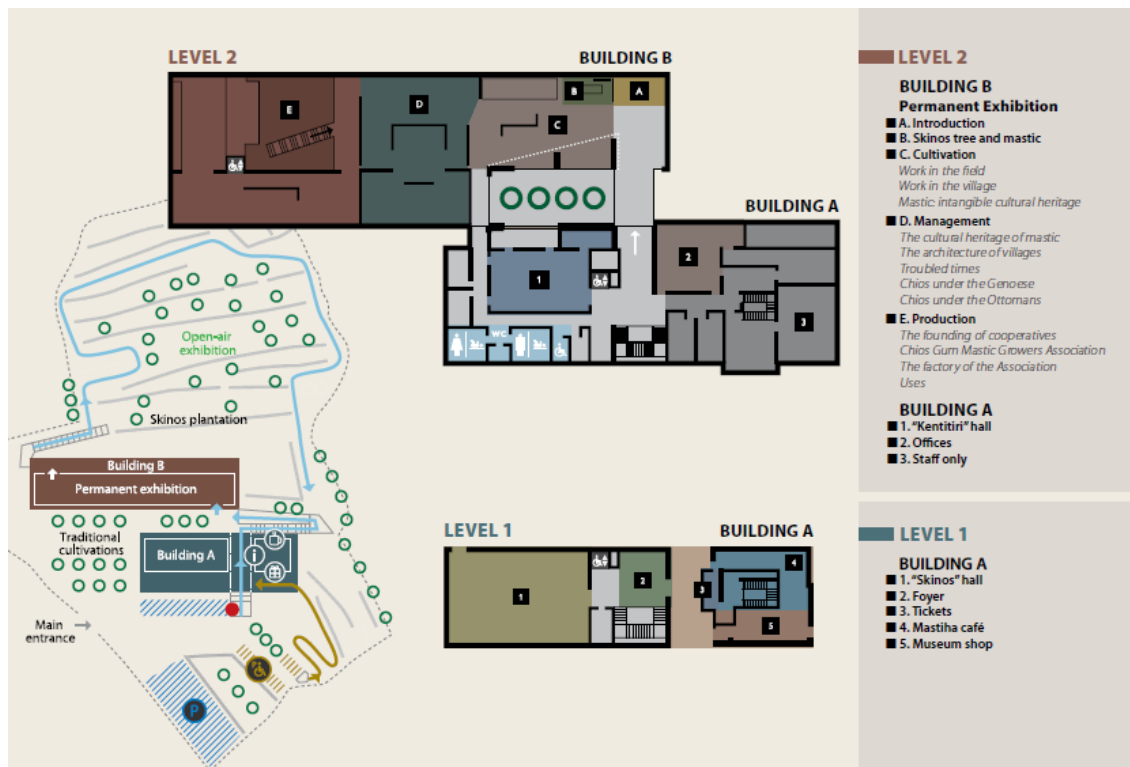 LEVEL 2
BUILDING B
E
D
C
B
A
BUILDING A
1
2
3
WC
Open-air
exhibition
Skinos plantation
Building B
Permanent exhibition
Traditional
cultivations
Building A
i
Main
entrance
P
P
LEVEL 1
BUILDING A
1
2
3
4
5
LEVEL 2
BUILDING B
Permanent Exhibition
A. Introduction
B. Skinos tree and mastic
C. Cultivation
Work in the field
Work in the village
Mastic: intangible cultural heritage
D. Management
The cultural heritage of mastic
The architecture of villages
Troubled times
Chios under the Genoese
Chios under the Ottomans
E. Production
The founding of cooperatives
Chios Gum Mastic Growers Association
The factory of the Association
Uses
BUILDING A
1. "Kentitiri" hall
2. Offices
3. Staff only
LEVEL 1
BUILDING A
1. "Skinos" hall
2. Foyer
3. Tickets
4. Mastiha café
5. Museum shop